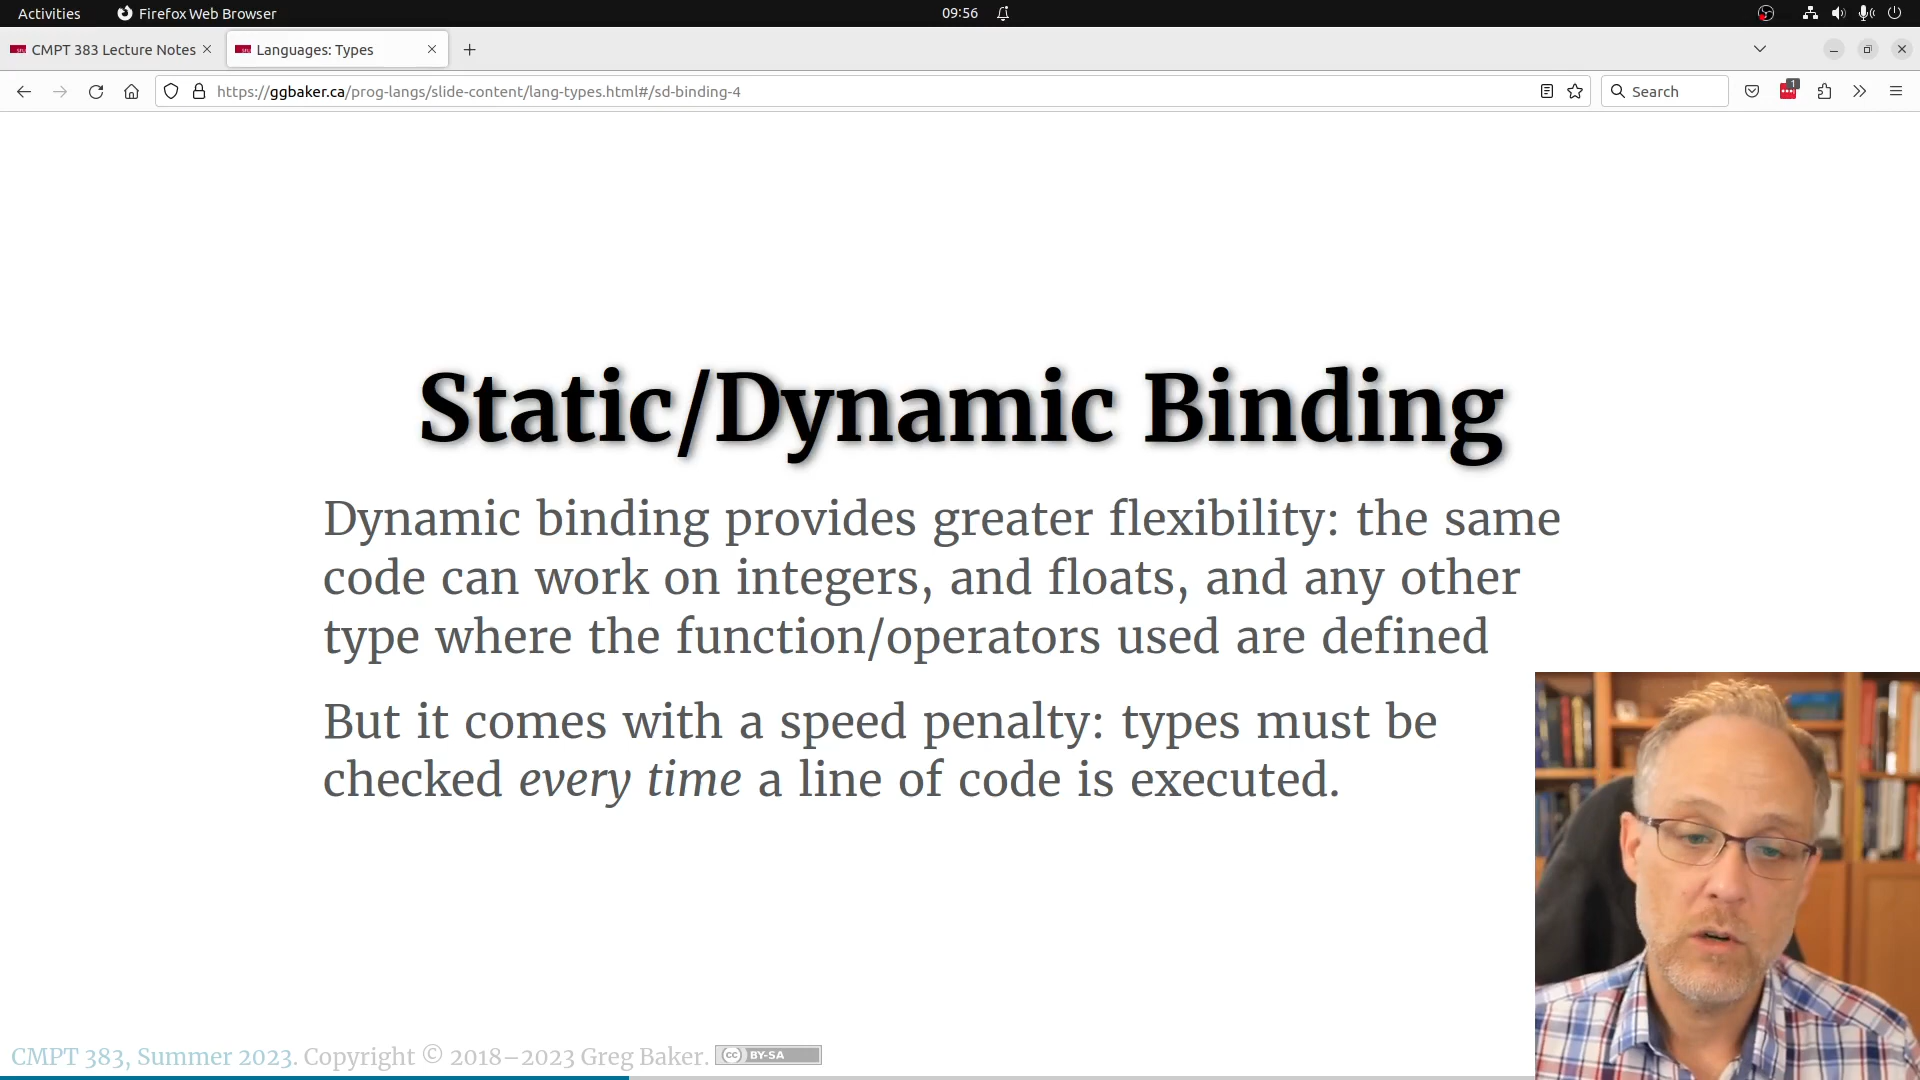 Activities
Firefox Web Browser
09:56
CMPT 383 Lecture Notes
Languages: Types
https://ggbaker.ca/prog-langs/slide-content/lang-types.html#/sd-binding-4
Search
1
Static/Dynamic Binding
Dynamic binding provides greater flexibility: the same
code can work on integers, and floats, and any other
type where the function/operators used are defined
But it comes with a speed penalty: types must be
checked every time a line of code is executed.
CMPT 383, Summer 2023. Copyright © 2018–2023 Greg Baker.
cc BY-SA